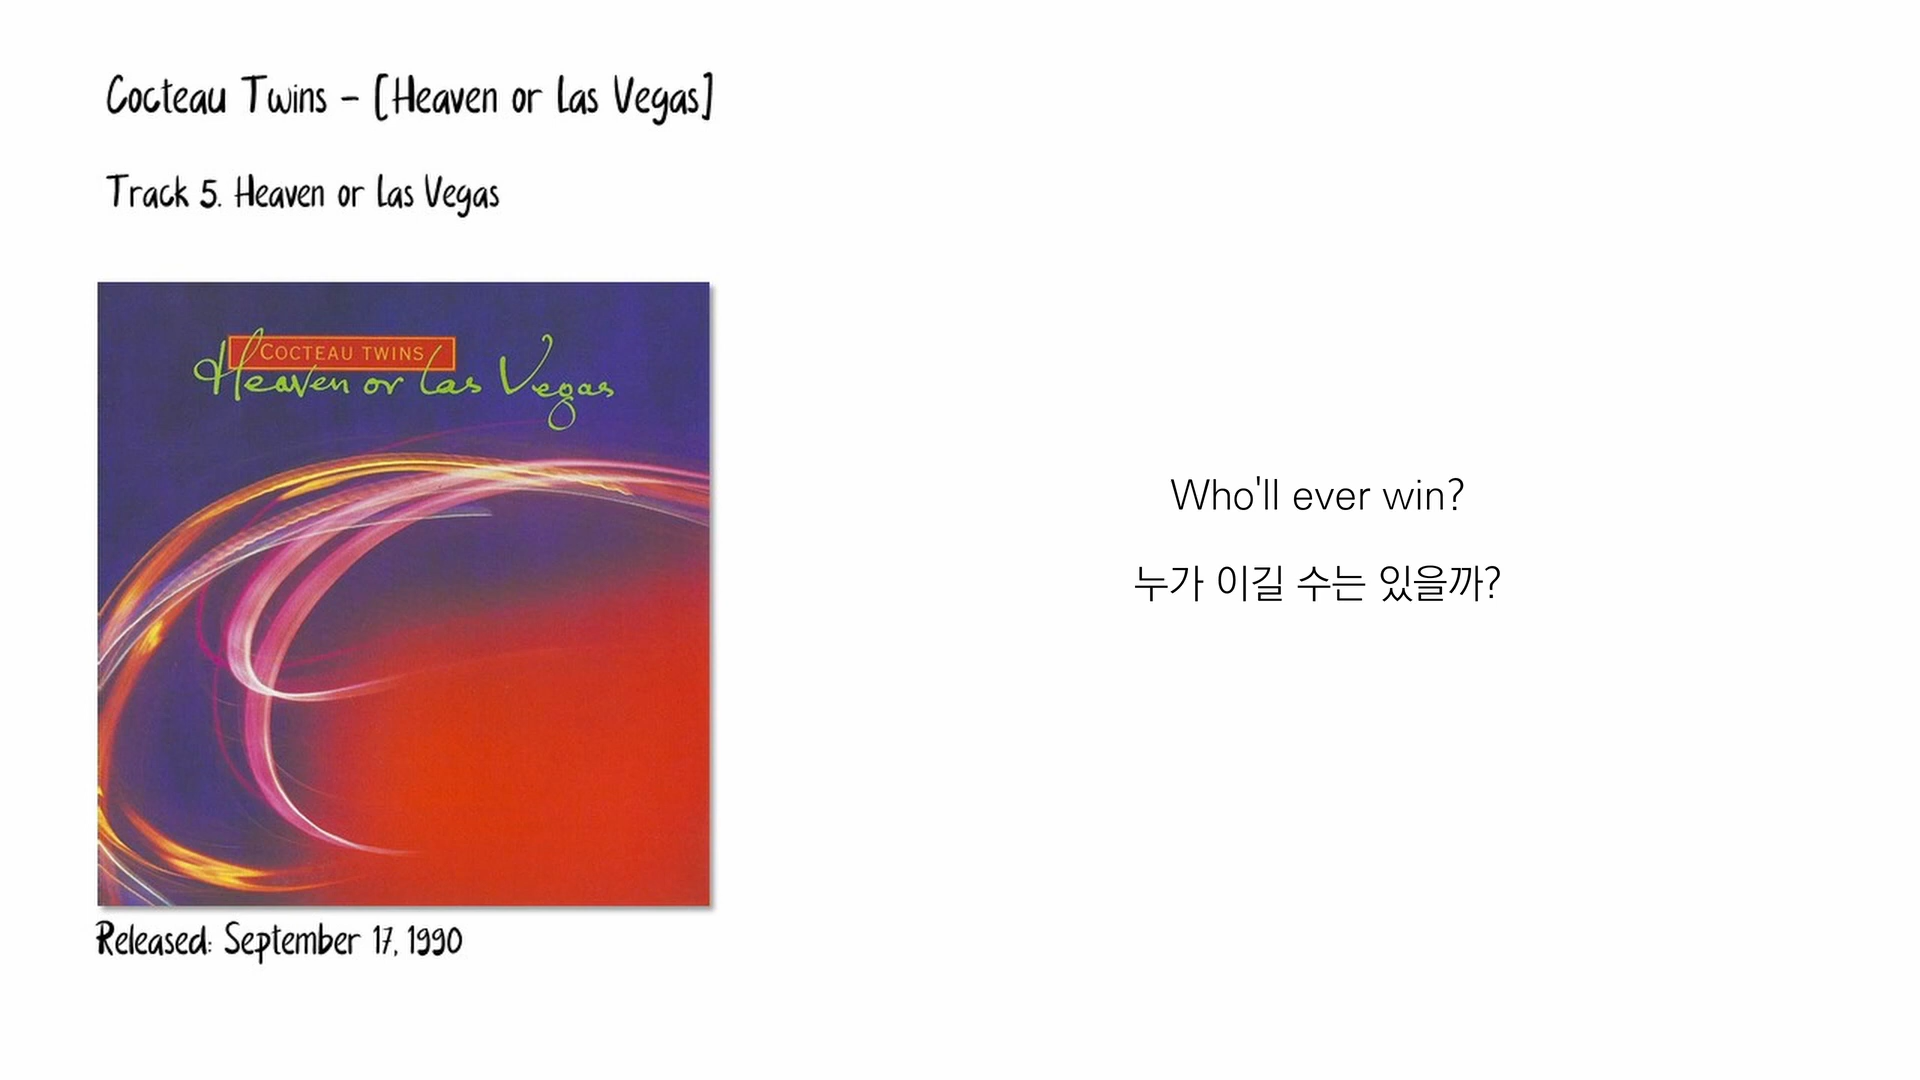 Cocteau Twins - [Heaven or Las Vegas]
Track 5. Heaven or Las Vegas
COCTEAU TWINS
Heaven or Las Vegas
Released: September 17, 1990
Who'll ever win?
누가 이길 수는 있을까?